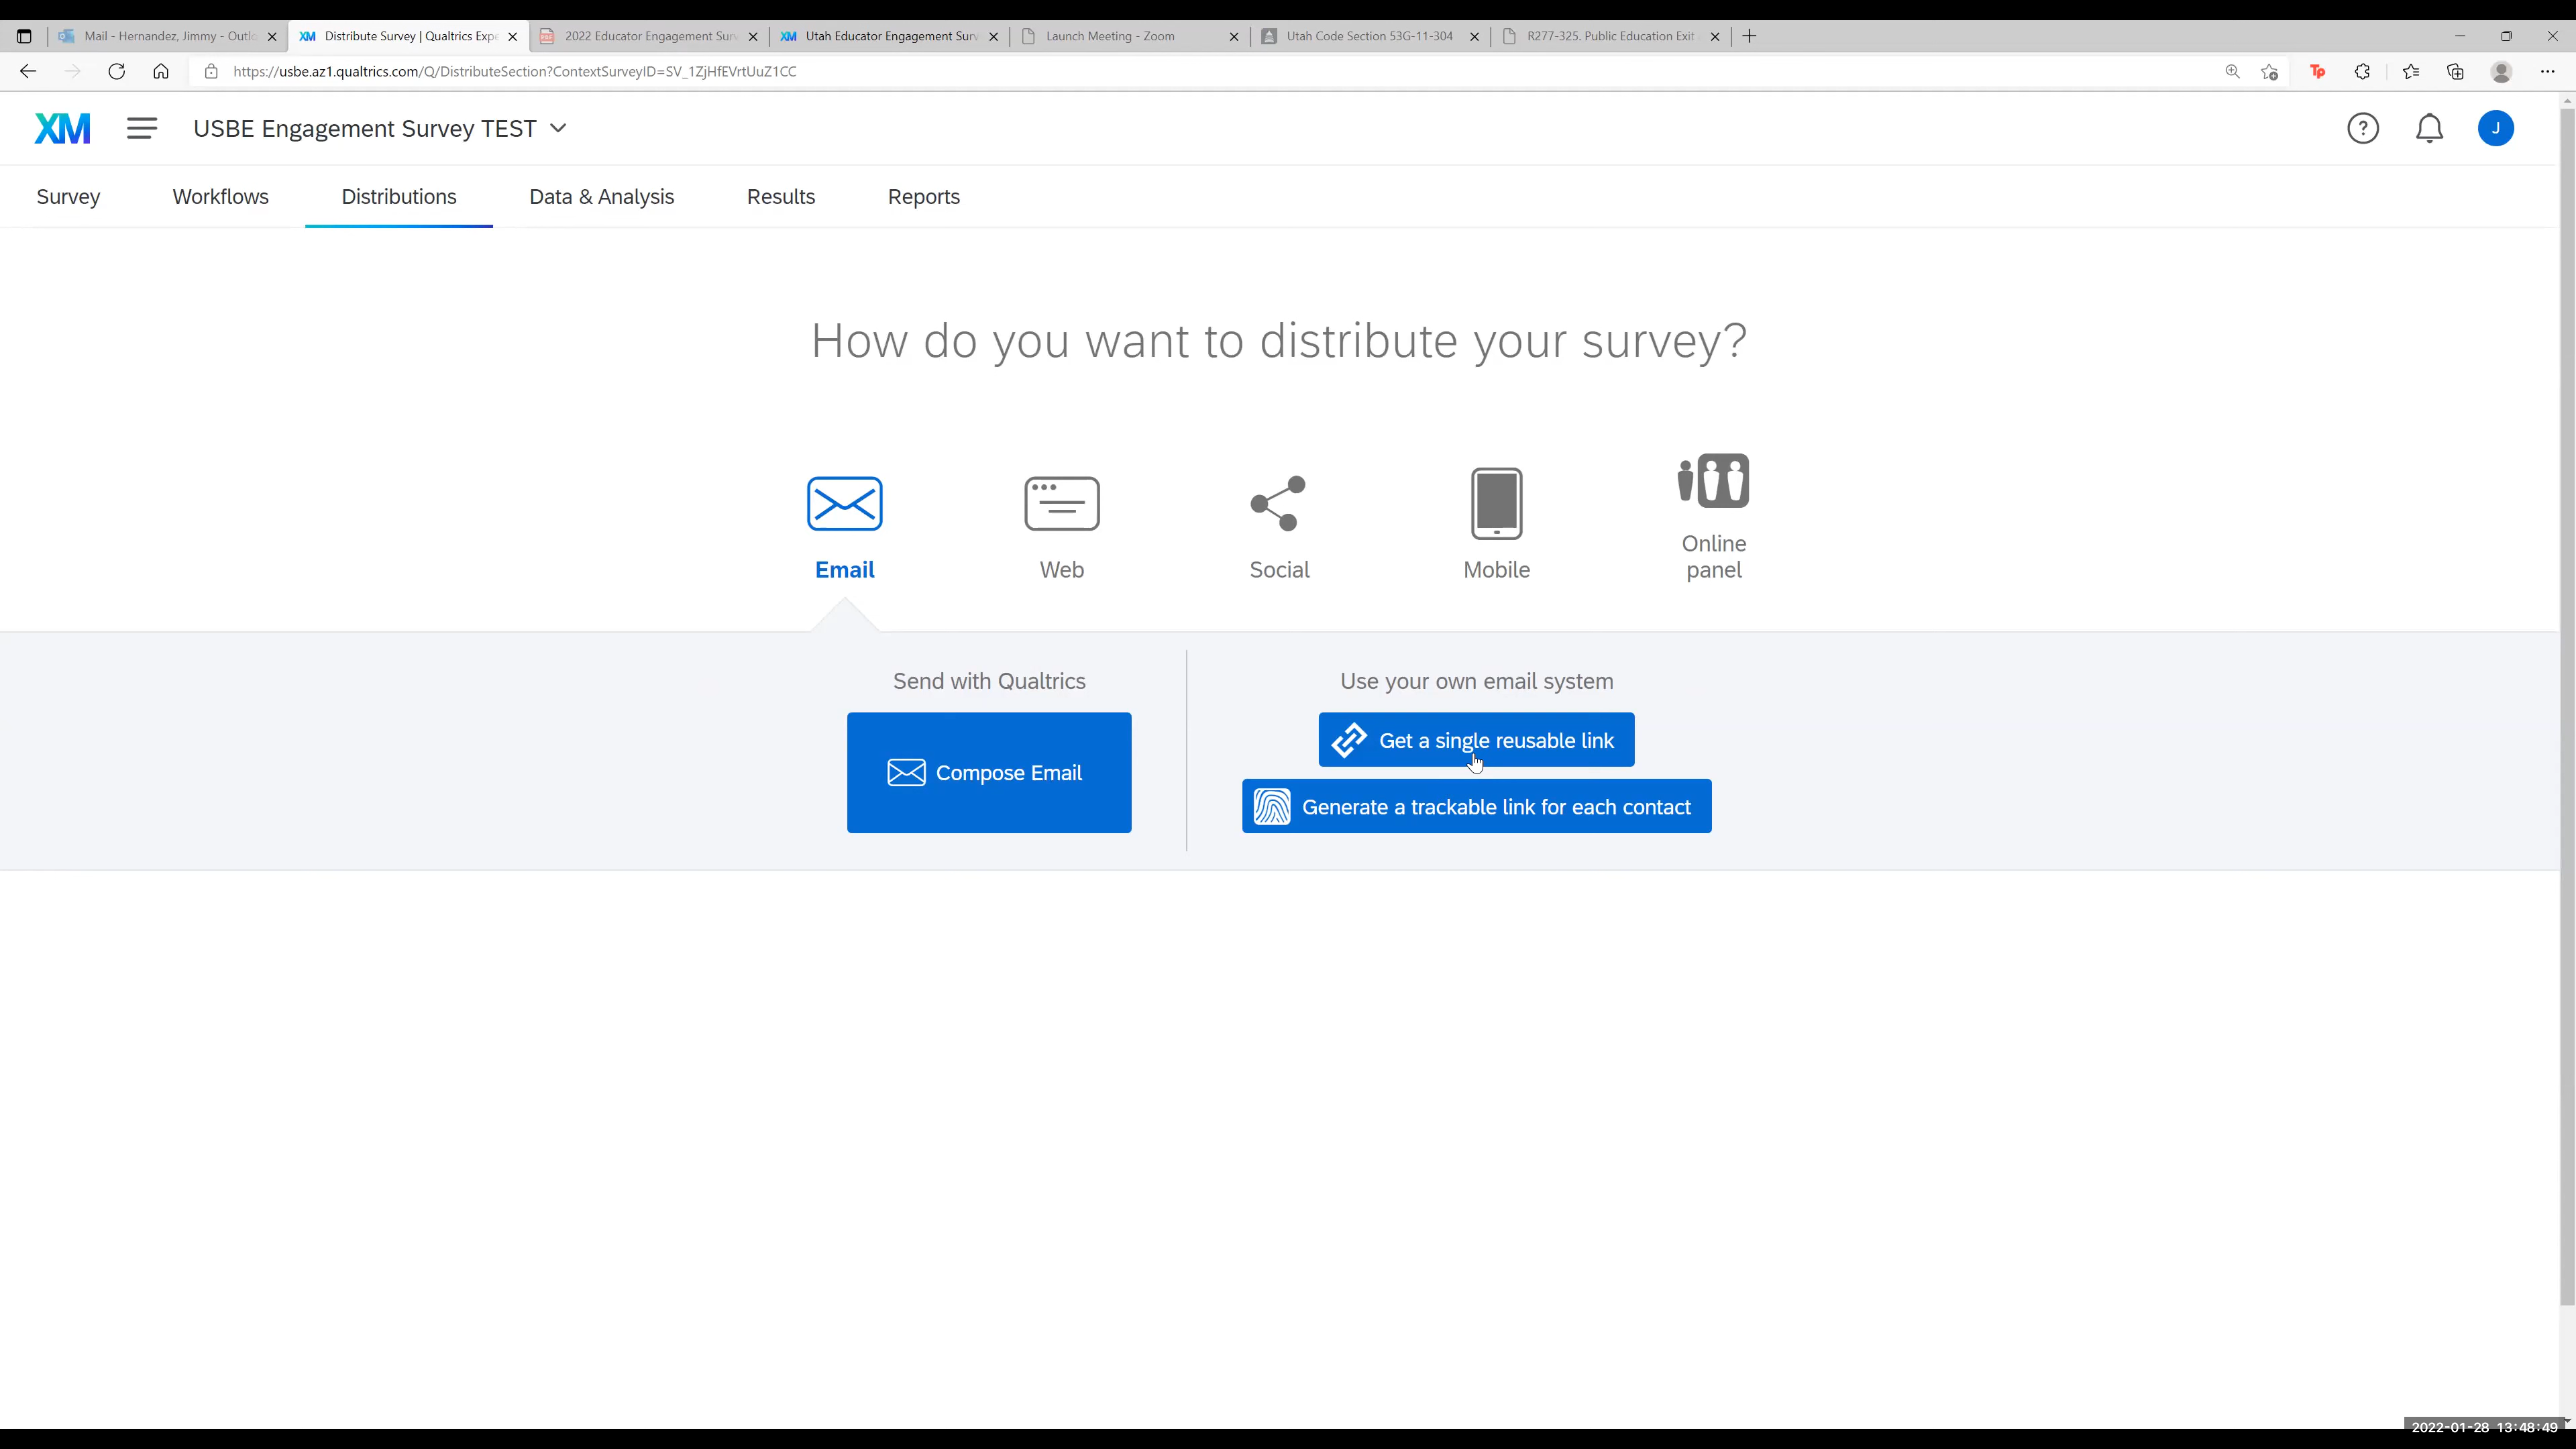 Mail - Hernandez, Jimmy - Outlo
Distribute Survey | Qualtrics Expe
2022 Educator Engagement Surv
Utah Educator Engagement Surv
Launch Meeting - Zoom
Utah Code Section 53G-11-304
R277-325. Public Education Exit
https://usbe.az1.qualtrics.com/Q/DistributeSection?ContextSurveyID=SV_1ZjHfEVrtUuZ1CC
Tp
XM
USBE Engagement Survey TEST
?
J
Survey
Workflows
Distributions
Data & Analysis
Results
Reports
How do you want to distribute your survey?
Email
Web
Social
Mobile
Online
panel
Send with Qualtrics
Compose Email
Use your own email system
Get a single reusable link
Generate a trackable link for each contact
2022-01-28 13:48:49